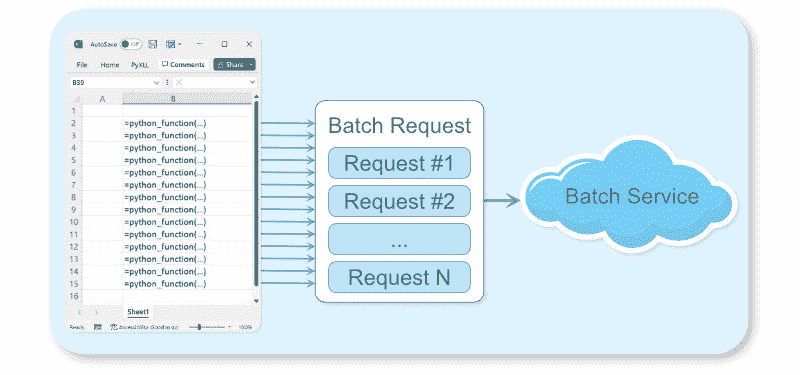 AutoSave Off
File Home PyXLL Comments Share
B39
A B
1
2 =python_function(...)
3 =python_function(...)
4 =python_function(...)
5 =python_function(...)
6 =python_function(...)
7 =python_function(...)
8 =python_function(...)
9 =python_function(...)
10 =python_function(...)
11 =python_function(...)
12 =python_function(...)
13 =python_function(...)
14 =python_function(...)
15 =python_function(...)
16
Sheet1
Ready Accessibility: Good to go 100%
Batch Request
Request #1
Request #2
...
Request N
Batch Service